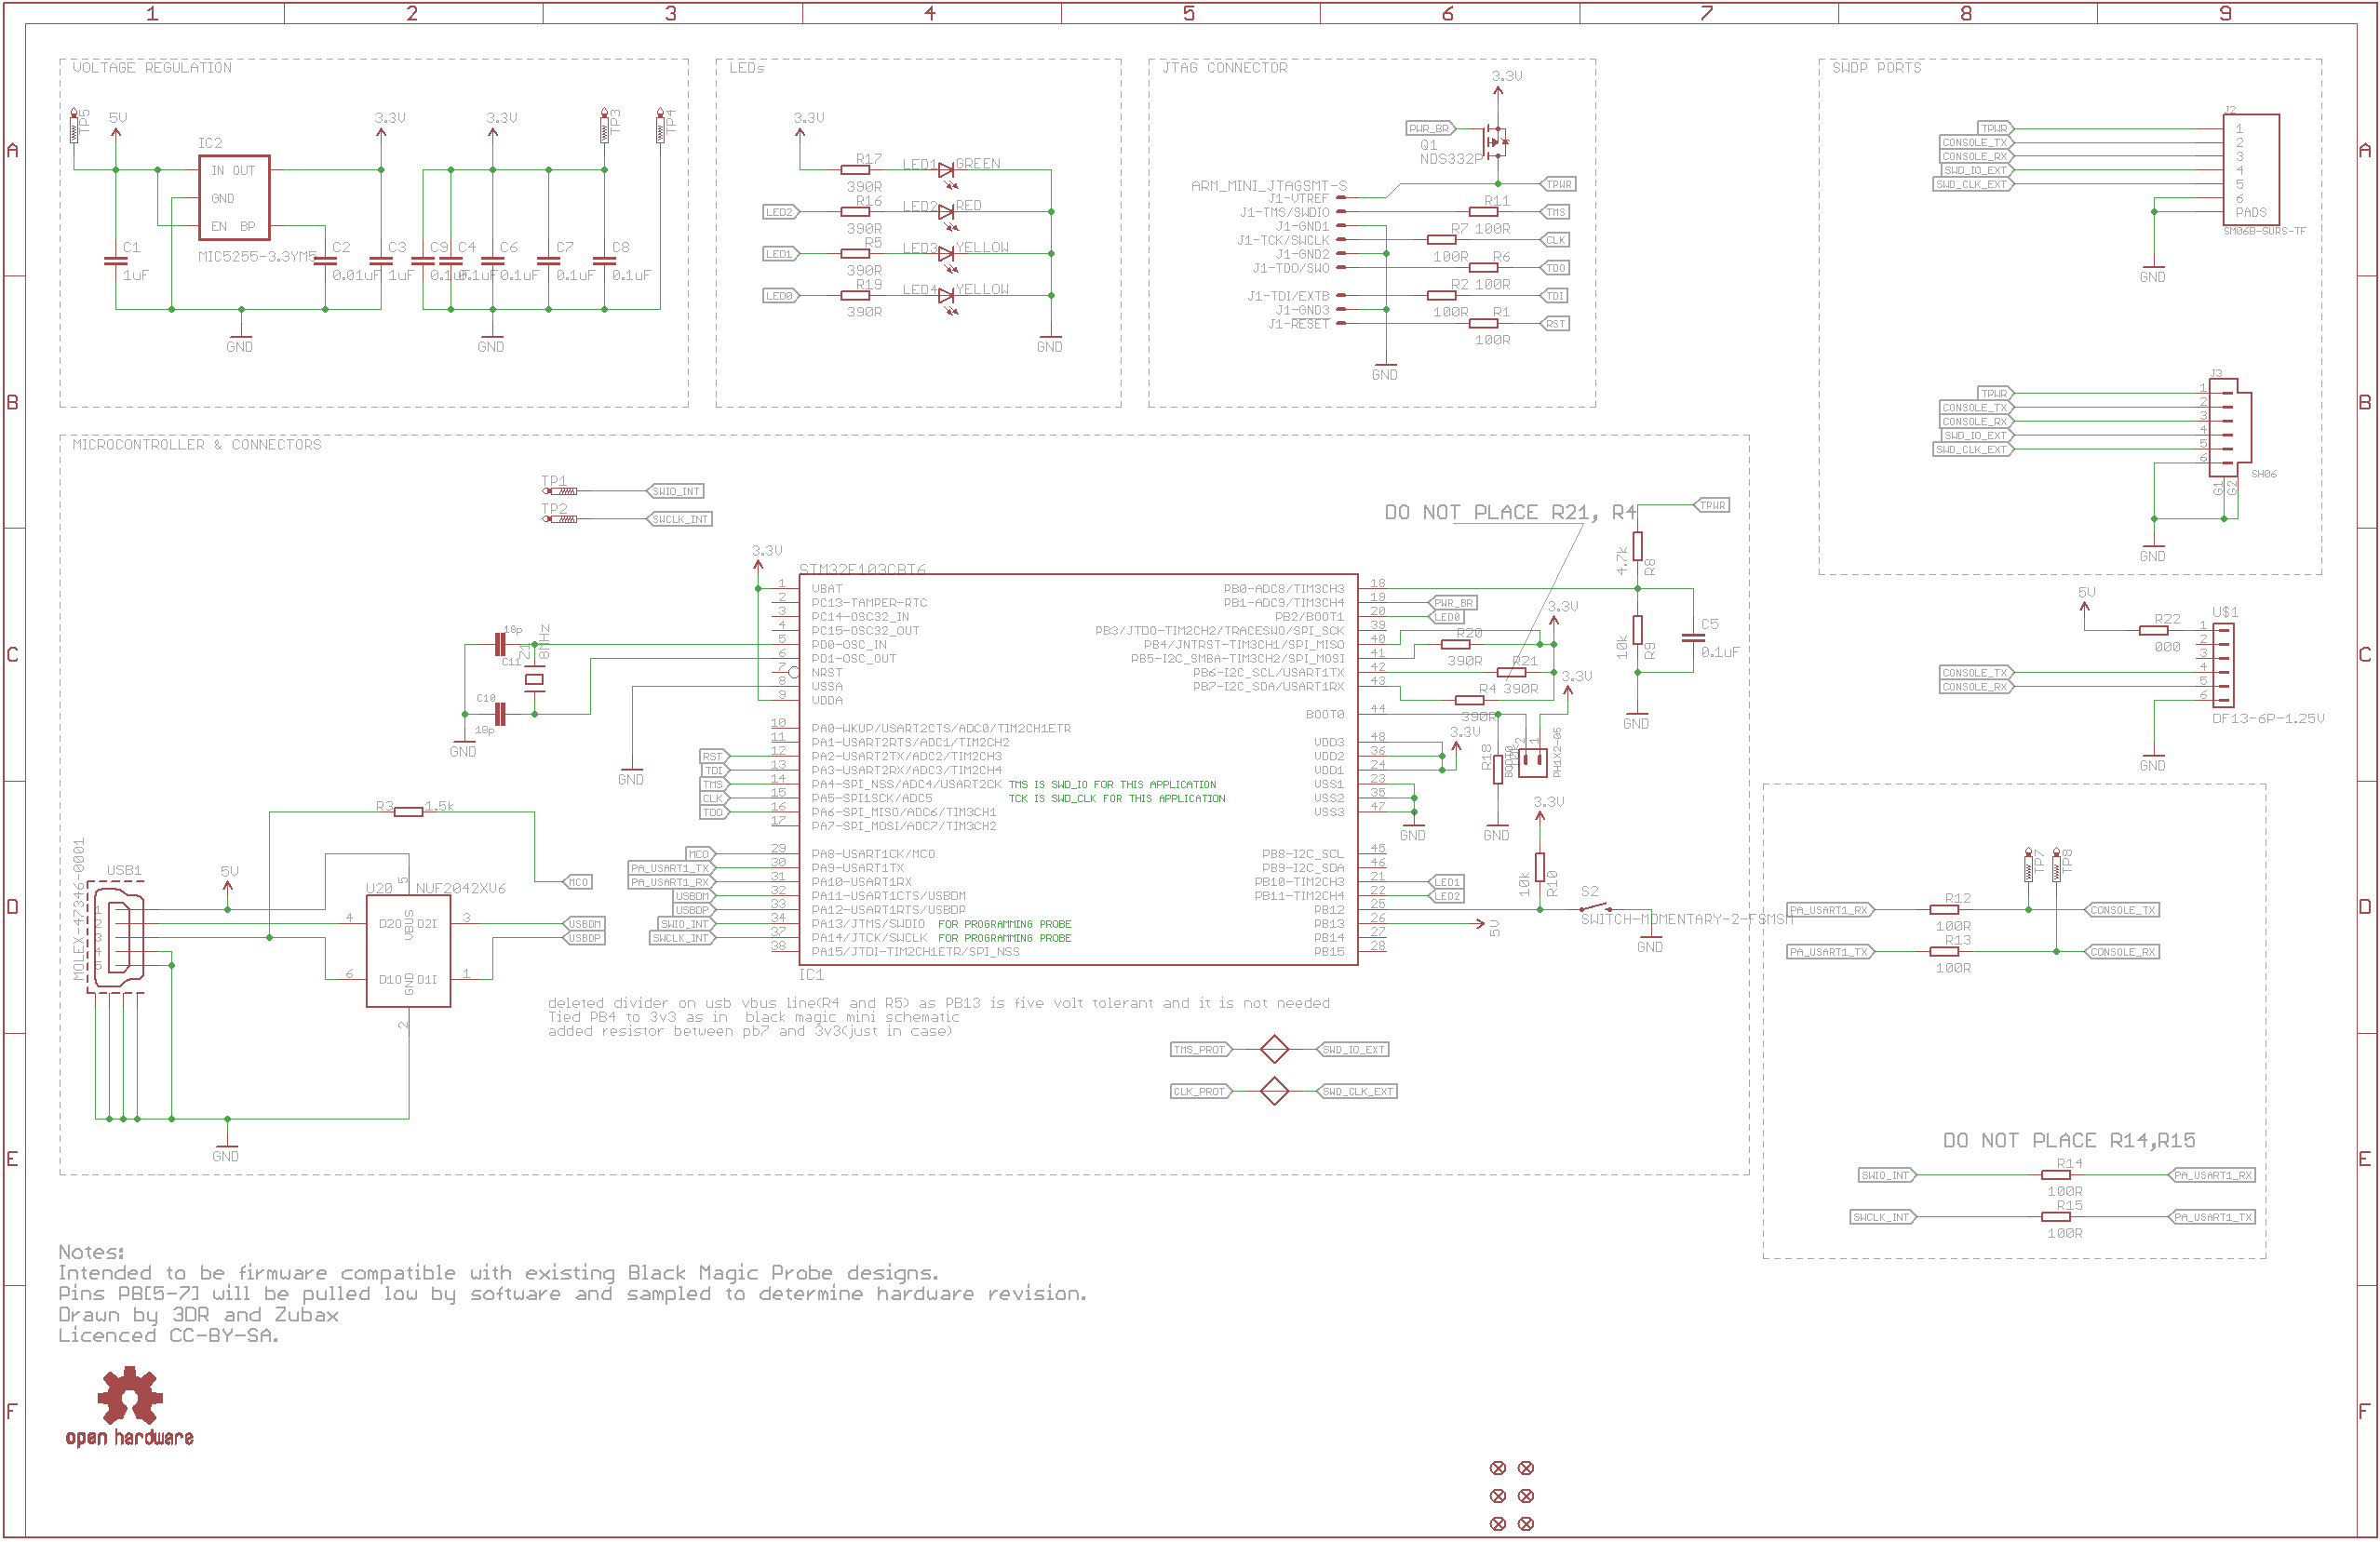 1 2 3 4 5 6 7 8 9
A A
B B
C C
D D
E E
F F
VOLTAGE REGULATION
TP5
5V
IC2
IN OUT
GND
EN BP
MIC5255-3.3YM5
3.3V
3.3V
TP3
TP4
C1
1uF
C2
0.01uF
C3
1uF
C9
0.1uF
C4
0.1uF
C6
0.1uF
C7
0.1uF
C8
0.1uF
GND
GND
LEDs
3.3V
R17
390R
LED1
GREEN
LED2
R16
390R
LED2
RED
LED1
R5
390R
LED3
YELLOW
LED0
R19
390R
LED4
YELLOW
GND
JTAG CONNECTOR
3.3V
PWR_BR
Q1
NDS332P
TPWR
ARM_MINI_JTAGSMT-S
J1-VTREF
J1-TMS/SWDIO
R11
100R
TMS
J1-GND1
J1-TCK/SWCLK
R7
100R
CLK
J1-GND2
J1-TDO/SWO
R6
100R
TDO
J1-TDI/EXTB
R2
100R
TDI
J1-GND3
J1-RESET
R1
100R
RST
GND
SWDP PORTS
J2
TPWR 1
CONSOLE_TX 2
CONSOLE_RX 3
SWD_IO_EXT 4
SWD_CLK_EXT 5
6
PADS
SM06B-SURS-TF
GND
J3
TPWR 1
CONSOLE_TX 2
CONSOLE_RX 3
SWD_IO_EXT 4
SWD_CLK_EXT 5
6
SH06
G1
G2
GND
MICROCONTROLLER & CONNECTORS
TP1
SWIO_INT
TP2
SWCLK_INT
DO NOT PLACE R21, R4
TPWR
4.7k
R8
10k
R9
C5
0.1uF
GND
3.3V
STM32F103CBT6
1 VBAT
2 PC13-TAMPER-RTC
3 PC14-OSC32_IN
4 PC15-OSC32_OUT
5 PD0-OSC_IN
6 PD1-OSC_OUT
7 NRST
8 VSSA
9 VDDA
10 PA0-WKUP/USART2CTS/ADC0/TIM2CH1ETR
11 PA1-USART2RTS/ADC1/TIM2CH2
RST 12 PA2-USART2TX/ADC2/TIM2CH3
TDI 13 PA3-USART2RX/ADC3/TIM2CH4
TMS 14 PA4-SPI_NSS/ADC4/USART2CK TMS IS SWD_IO FOR THIS APPLICATION
CLK 15 PA5-SPI1SCK/ADC5 TCK IS SWD_CLK FOR THIS APPLICATION
TDO 16 PA6-SPI_MISO/ADC6/TIM3CH1
17 PA7-SPI_MOSI/ADC7/TIM3CH2
MCO 29 PA8-USART1CK/MCO
PA_USART1_TX 30 PA9-USART1TX
PA_USART1_RX 31 PA10-USART1RX
USBDM 32 PA11-USART1CTS/USBDM
USBDP 33 PA12-USART1RTS/USBDP
SWIO_INT 34 PA13/JTMS/SWDIO FOR PROGRAMMING PROBE
SWCLK_INT 37 PA14/JTCK/SWCLK FOR PROGRAMMING PROBE
38 PA15/JTDI-TIM2CH1ETR/SPI_NSS
IC1
PB0-ADC8/TIM3CH3 18
PB1-ADC9/TIM3CH4 19 PWR_BR
PB2/BOOT1 20 LED0
PB3/JTDO-TIM2CH2/TRACESWO/SPI_SCK 39
PB4/JNTRST-TIM3CH1/SPI_MISO 40
PB5-I2C_SMBA-TIM3CH2/SPI_MOSI 41
PB6-I2C_SCL/USART1TX 42
PB7-I2C_SDA/USART1RX 43
BOOT0 44
VDD3 48
VDD2 36
VDD1 24
VSS1 23
VSS2 35
VSS3 47
PB8-I2C_SCL 45
PB9-I2C_SDA 46
PB10-TIM2CH3 21 LED1
PB11-TIM2CH4 22 LED2
PB12 25
PB13 26
PB14 27
PB15 28
3.3V
R20
390R
R21
390R
R4
390R
3.3V
3.3V
R18
BOOT0
2
1
PH1X2-05
GND
GND
3.3V
10k
R10
5V
S2
SWITCH-MOMENTARY-2-FSMSM
GND
18p
C11
Z1
8MHz
C10
18p
GND
GND
R3
1.5k
MCO
MOLEX-47346-0001
USB1
1
2
3
4
5
5V
U20
NUF2042XV6
5
VBUS
4 D2O D2I 3
6 D1O D1I 1
GND
2
USBDM
USBDP
GND
deleted divider on usb vbus line(R4 and R5) as PB13 is five volt tolerant and it is not needed
Tied PB4 to 3v3 as in black magic mini schematic
added resistor between pb7 and 3v3(just in case)
TMS_PROT SWD_IO_EXT
CLK_PROT SWD_CLK_EXT
5V
R22
000
U$1
1
2
3
CONSOLE_TX 4
CONSOLE_RX 5
6
DF13-6P-1.25V
GND
TP7
TP8
PA_USART1_RX
R12
100R
CONSOLE_TX
PA_USART1_TX
R13
100R
CONSOLE_RX
DO NOT PLACE R14,R15
SWIO_INT
R14
100R
PA_USART1_RX
SWCLK_INT
R15
100R
PA_USART1_TX
Notes:
Intended to be firmware compatible with existing Black Magic Probe designs.
Pins PB[5-7] will be pulled low by software and sampled to determine hardware revision.
Drawn by 3DR and Zubax
Licenced CC-BY-SA.
open hardware